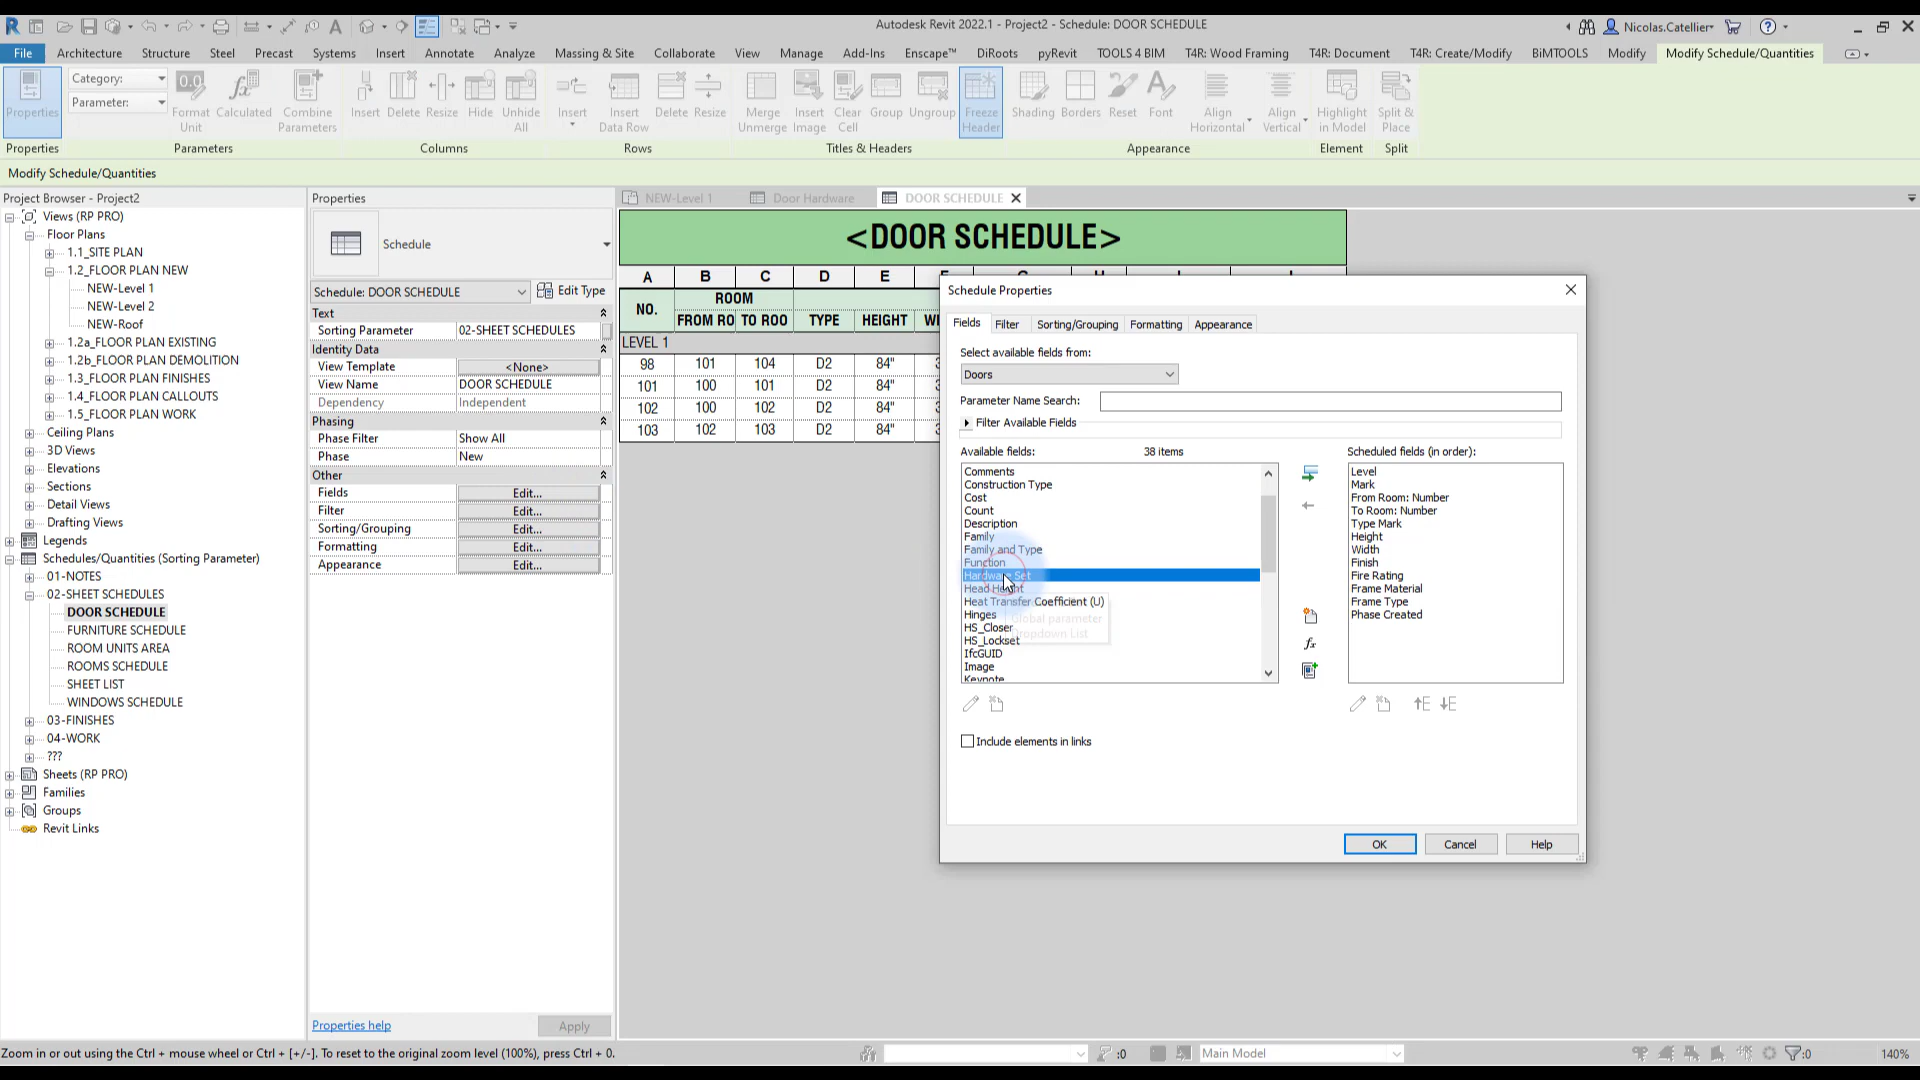 Autodesk Revit 2022.1 - Project2 - Schedule: DOOR SCHEDULE
Nicolas.Catellier
File Architecture Structure Steel Precast Systems Insert Annotate Analyze Massing & Site Collaborate View Manage Add-Ins Enscape™ DiRoots pyRevit TOOLS 4 BIM T4R: Wood Framing T4R: Document T4R: Create/Modify BiMTOOLS Modify Modify Schedule/Quantities
Category:
Parameter:
Properties
Format Unit
Calculated
Combine Parameters
Insert
Delete
Resize
Hide
Unhide All
Insert
Insert Data Row
Delete
Resize
Merge Unmerge
Insert Image
Clear Cell
Group
Ungroup
Freeze Header
Shading
Borders
Reset
Font
Align Horizontal
Align Vertical
Highlight in Model
Split & Place
Properties Parameters Columns Rows Titles & Headers Appearance Element Split
Modify Schedule/Quantities
Project Browser - Project2
Views (RP PRO)
Floor Plans
1.1_SITE PLAN
1.2_FLOOR PLAN NEW
NEW-Level 1
NEW-Level 2
NEW-Roof
1.2a_FLOOR PLAN EXISTING
1.2b_FLOOR PLAN DEMOLITION
1.3_FLOOR PLAN FINISHES
1.4_FLOOR PLAN CALLOUTS
1.5_FLOOR PLAN WORK
Ceiling Plans
3D Views
Elevations
Sections
Detail Views
Drafting Views
Legends
Schedules/Quantities (Sorting Parameter)
01-NOTES
02-SHEET SCHEDULES
DOOR SCHEDULE
FURNITURE SCHEDULE
ROOM UNITS AREA
ROOMS SCHEDULE
SHEET LIST
WINDOWS SCHEDULE
03-FINISHES
04-WORK
???
Sheets (RP PRO)
Families
Groups
Revit Links
Properties
Schedule
Schedule: DOOR SCHEDULE Edit Type
Text
Sorting Parameter 02-SHEET SCHEDULES
Identity Data
View Template <None>
View Name DOOR SCHEDULE
Dependency Independent
Phasing
Phase Filter Show All
Phase New
Other
Fields Edit...
Filter Edit...
Sorting/Grouping Edit...
Formatting Edit...
Appearance Edit...
Properties help Apply
NEW-Level 1 Door Hardware DOOR SCHEDULE
<DOOR SCHEDULE>
A B C D E
NO. ROOM
FROM RO TO ROO TYPE HEIGHT
LEVEL 1
98 101 104 D2 84"
101 100 101 D2 84"
102 100 102 D2 84"
103 102 103 D2 84"
Schedule Properties
Fields Filter Sorting/Grouping Formatting Appearance
Select available fields from:
Doors
Parameter Name Search:
Filter Available Fields
Available fields: 38 items
Comments
Construction Type
Cost
Count
Description
Family
Family and Type
Function
Hardware Set
Head Height
Heat Transfer Coefficient (U)
Hinges
HS_Closer
HS_Lockset
IfcGUID
Image
Keynote
Global parameter
Dropdown List
Scheduled fields (in order):
Level
Mark
From Room: Number
To Room: Number
Type Mark
Height
Width
Finish
Fire Rating
Frame Material
Frame Type
Phase Created
Include elements in links
OK Cancel Help
Zoom in or out using the Ctrl + mouse wheel or Ctrl + [+/-]. To reset to the original zoom level (100%), press Ctrl + 0.
:0
Main Model
:0
140%